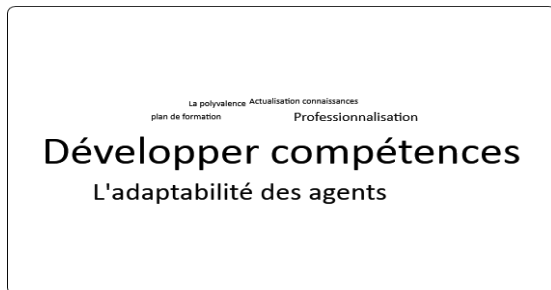 La polyvalence Actualisation connaissances
plan de formation Professionnalisation
Développer compétences
L'adaptabilité des agents